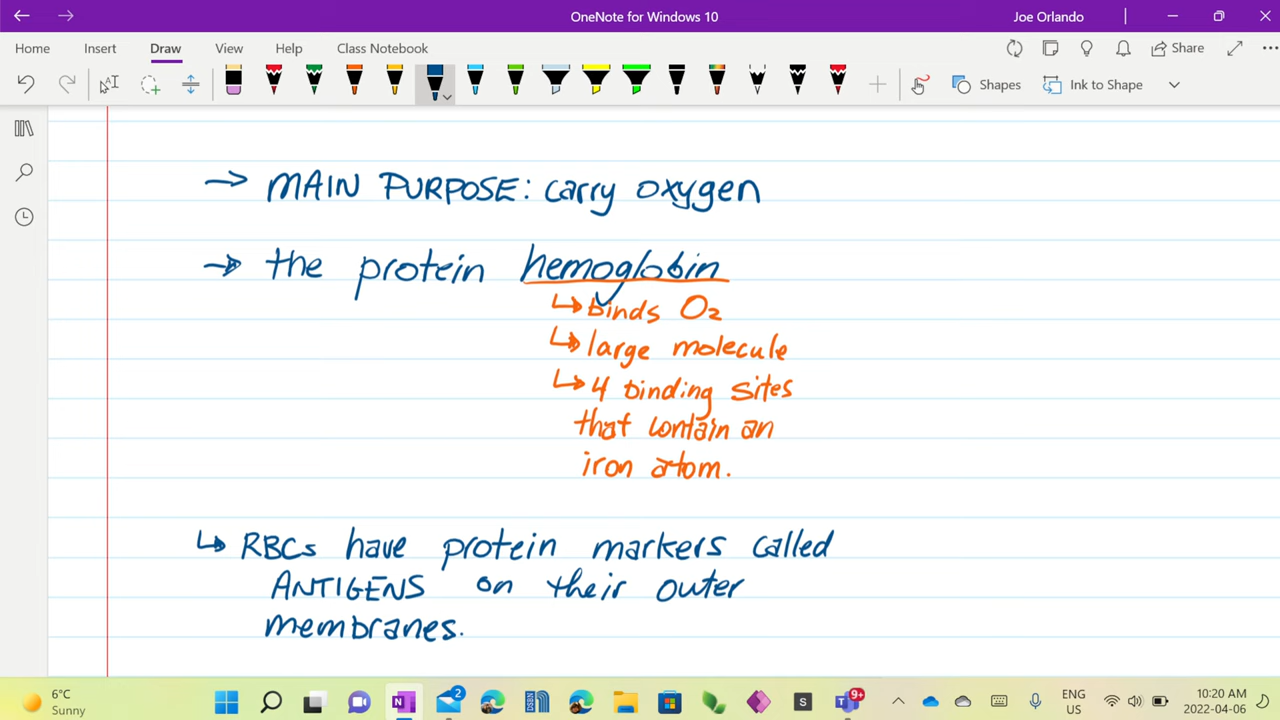 OneNote for Windows 10
Joe Orlando
Home Insert Draw View Help Class Notebook
Share
Shapes
Ink to Shape
→ MAIN PURPOSE: carry oxygen
→ the protein hemoglobin
↳ binds O₂
↳ large molecule
↳ 4 binding sites
that contain an
iron atom.
↳ RBCs have protein markers called
ANTIGENS on their outer
membranes.
6°C
Sunny
2
DSBN
S
9+
ENG
US
10:20 AM
2022-04-06